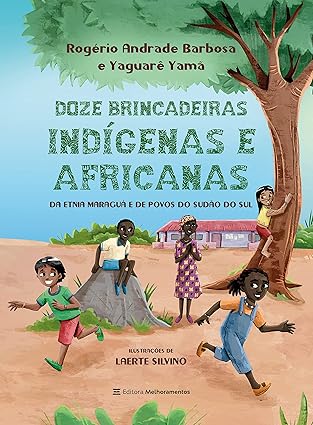 Rogério Andrade Barbosa
e Yaguarê Yamã
DOZE BRINCADEIRAS
INDÍGENAS E
AFRICANAS
DA ETNIA MARAGUÁ E DE POVOS DO SUDÃO DO SUL
ILUSTRAÇÕES DE
LAERTE SILVINO
Editora Melhoramentos